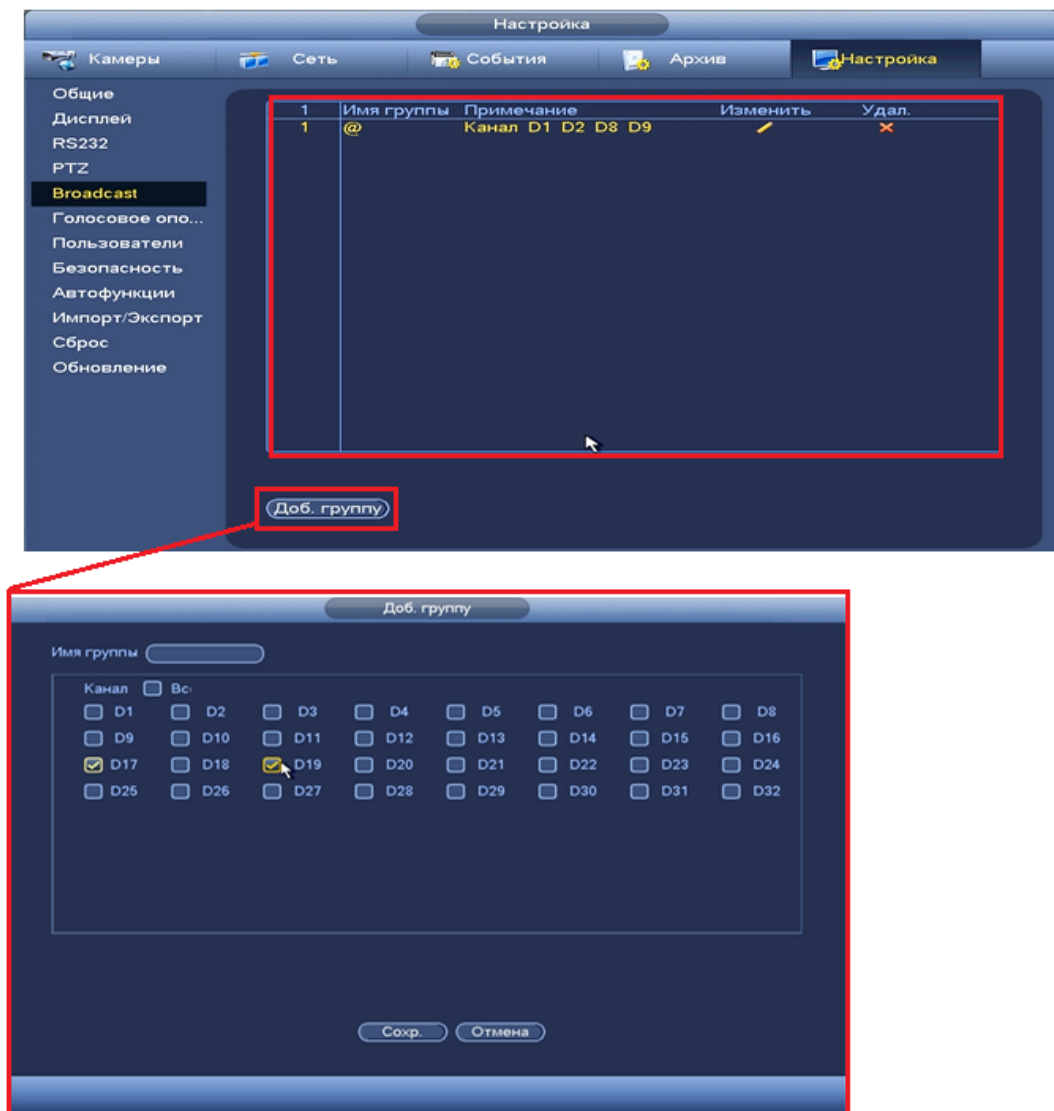 Настройка
Камеры Сеть События Архив Настройка
Общие
Дисплей
RS232
PTZ
Broadcast
Голосовое опо...
Пользователи
Безопасность
Автофункции
Импорт/Экспорт
Сброс
Обновление
1 Имя группы Примечание Изменить Удал.
1 @ Канал D1 D2 D8 D9
Доб. группу
Доб. группу
Имя группы
Канал Вс
D1 D2 D3 D4 D5 D6 D7 D8
D9 D10 D11 D12 D13 D14 D15 D16
D17 D18 D19 D20 D21 D22 D23 D24
D25 D26 D27 D28 D29 D30 D31 D32
Сохр. Отмена